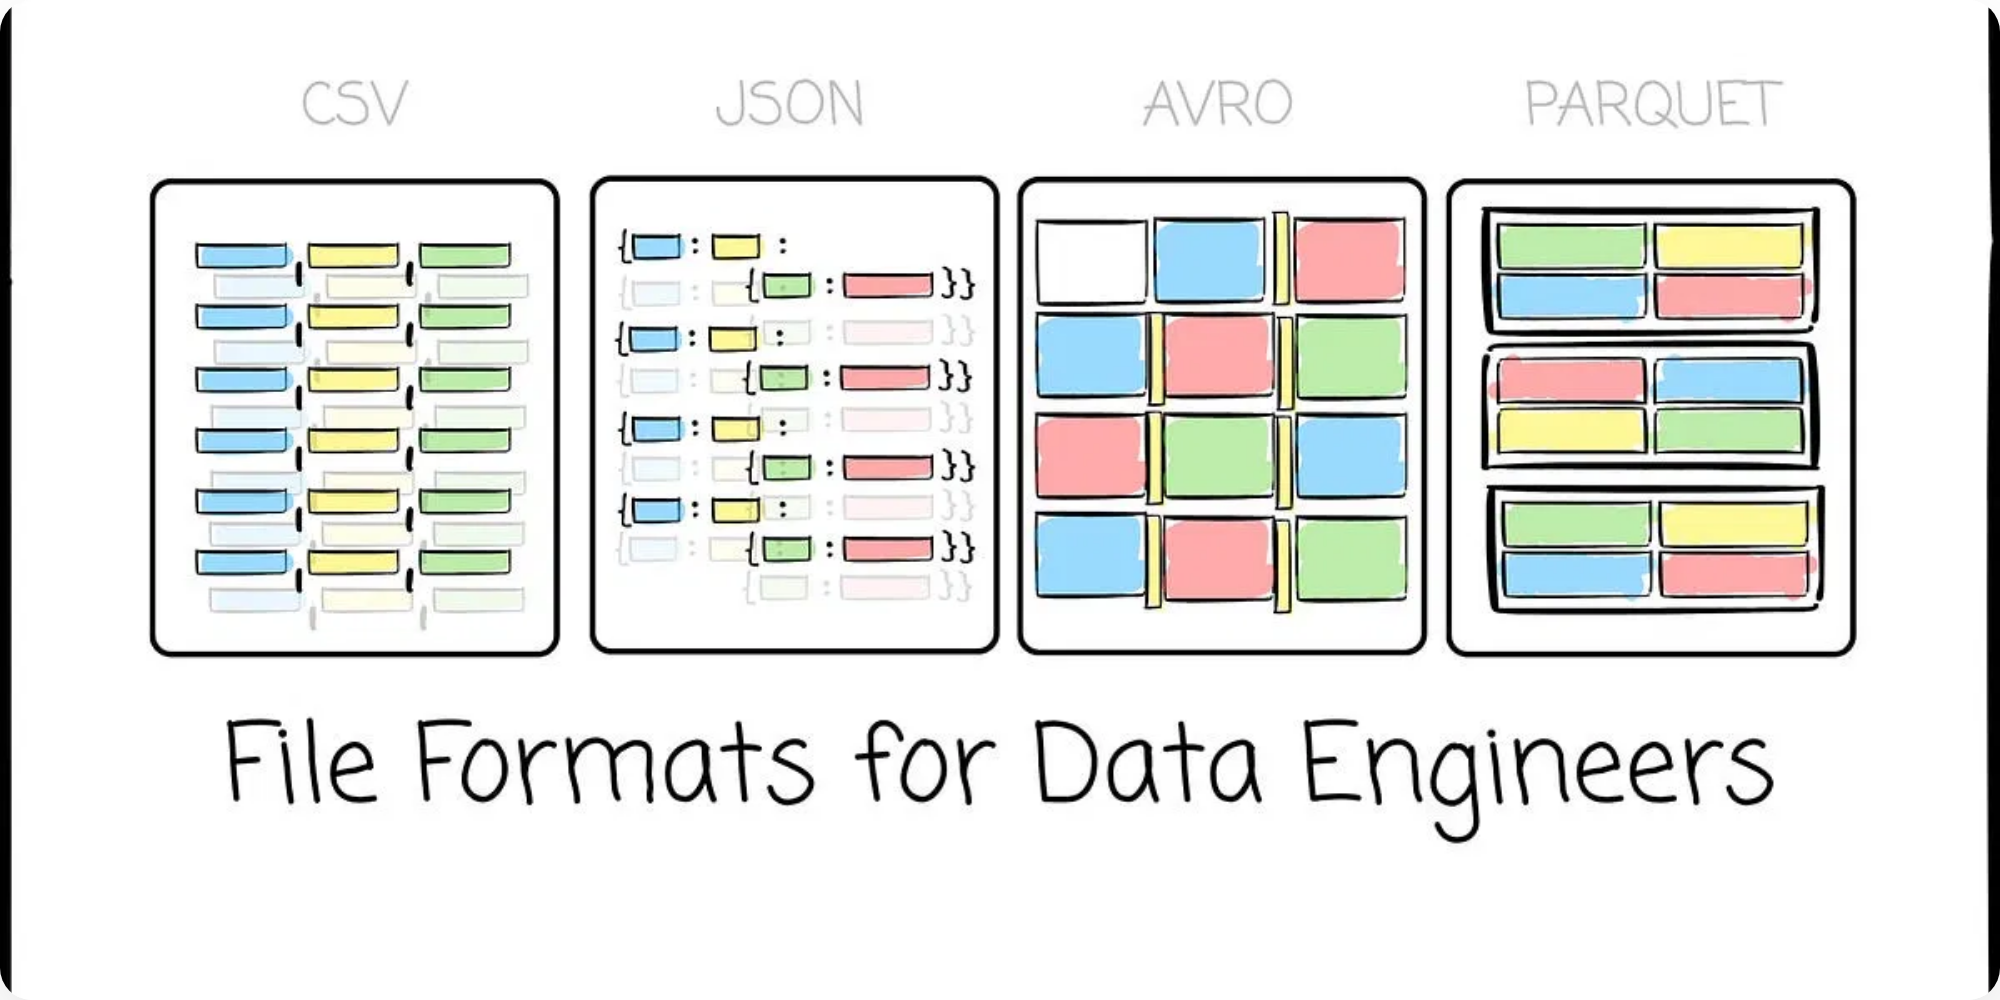 CSV
JSON
AVRO
PARQUET
File Formats for Data Engineers